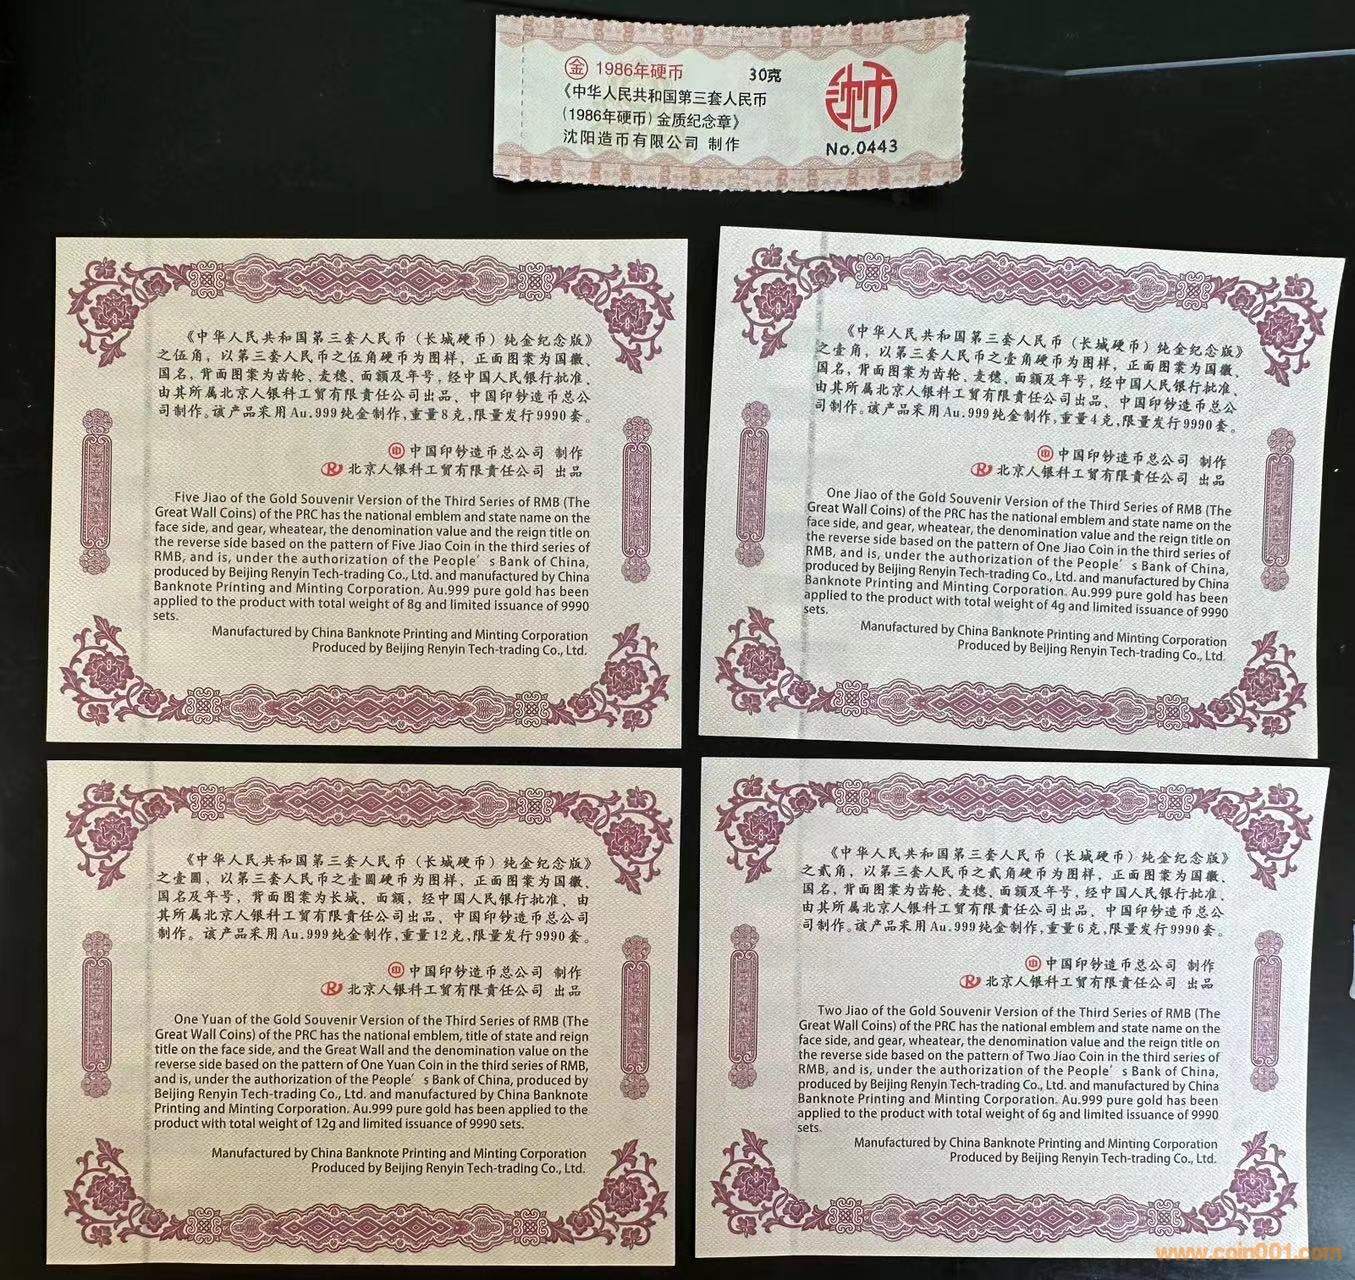 金 1986年硬币 30克
《中华人民共和国第三套人民币
(1986年硬币)金质纪念章》
沈阳造币有限公司 制作
沈币
No.0443
《中华人民共和国第三套人民币（长城硬币）纯金纪念版》
之伍角，以第三套人民币之伍角硬币为图样，正面图案为国徽、
国名，背面图案为齿轮、麦穗、面额及年号，经中国人民银行批准、
由其所属北京人银科工贸有限责任公司出品、中国印钞造币总公
司制作。该产品采用Au.999纯金制作，重量8克，限量发行9990套。
中国印钞造币总公司 制作
R 北京人银科工贸有限責任公司 出品
Five Jiao of the Gold Souvenir Version of the Third Series of RMB (The
Great Wall Coins) of the PRC has the national emblem and state name on the
face side, and gear, wheatear, the denomination value and the reign title on
the reverse side based on the pattern of Five Jiao Coin in the third series of
RMB, and is, under the authorization of the People's Bank of China,
produced by Beijing Renyin Tech-trading Co., Ltd. and manufactured by China
Banknote Printing and Minting Corporation. Au.999 pure gold has been
applied to the product with total weight of 8g and limited issuance of 9990
sets.
Manufactured by China Banknote Printing and Minting Corporation
Produced by Beijing Renyin Tech-trading Co., Ltd.
《中华人民共和国第三套人民币（长城硬币）纯金纪念版》
之壹角，以第三套人民币之壹角硬币为图样，正面图案为国徽、
国名，背面图案为齿轮、麦穗、面额及年号，经中国人民银行批准、
由其所属北京人银科工贸有限责任公司出品、中国印钞造币总公
司制作。该产品采用Au.999纯金制作，重量4克，限量发行9990套。
中国印钞造币总公司 制作
R 北京人银科工贸有限責任公司 出品
One Jiao of the Gold Souvenir Version of the Third Series of RMB (The
Great Wall Coins) of the PRC has the national emblem and state name on the
face side, and gear, wheatear, the denomination value and the reign title on
the reverse side based on the pattern of One Jiao Coin in the third series of
RMB, and is, under the authorization of the People's Bank of China,
produced by Beijing Renyin Tech-trading Co., Ltd. and manufactured by China
Banknote Printing and Minting Corporation. Au.999 pure gold has been
applied to the product with total weight of 4g and limited issuance of 9990
sets.
Manufactured by China Banknote Printing and Minting Corporation
Produced by Beijing Renyin Tech-trading Co., Ltd.
《中华人民共和国第三套人民币（长城硬币）纯金纪念版》
之壹圆，以第三套人民币之壹圆硬币为图样，正面图案为国徽、
国名及年号，背面图案为长城、面额，经中国人民银行批准、由
其所属北京人银科工贸有限责任公司出品、中国印钞造币总公司
制作。该产品采用Au.999纯金制作，重量12克，限量发行9990套。
中国印钞造币总公司 制作
R 北京人银科工贸有限責任公司 出品
One Yuan of the Gold Souvenir Version of the Third Series of RMB (The
Great Wall Coins) of the PRC has the national emblem, title of state and reign
title on the face side, and the Great Wall and the denomination value on the
reverse side based on the pattern of One Yuan Coin in the third series of RMB,
and is, under the authorization of the People's Bank of China, produced by
Beijing Renyin Tech-trading Co., Ltd. and manufactured by China Banknote
Printing and Minting Corporation. Au.999 pure gold has been applied to the
product with total weight of 12g and limited issuance of 9990 sets.
Manufactured by China Banknote Printing and Minting Corporation
Produced by Beijing Renyin Tech-trading Co., Ltd.
《中华人民共和国第三套人民币（长城硬币）纯金纪念版》
之贰角，以第三套人民币之贰角硬币为图样，正面图案为国徽、
国名，背面图案为齿轮、麦穗、面额及年号，经中国人民银行批准、
由其所属北京人银科工贸有限责任公司出品、中国印钞造币总公
司制作。该产品采用Au.999纯金制作，重量6克，限量发行9990套。
中国印钞造币总公司 制作
R 北京人银科工贸有限責任公司 出品
Two Jiao of the Gold Souvenir Version of the Third Series of RMB (The
Great Wall Coins) of the PRC has the national emblem and state name on the
face side, and gear, wheatear, the denomination value and the reign title on
the reverse side based on the pattern of Two Jiao Coin in the third series of
RMB, and is, under the authorization of the People's Bank of China,
produced by Beijing Renyin Tech-trading Co., Ltd. and manufactured by China
Banknote Printing and Minting Corporation. Au.999 pure gold has been
applied to the product with total weight of 6g and limited issuance of 9990
sets.
Manufactured by China Banknote Printing and Minting Corporation
Produced by Beijing Renyin Tech-trading Co., Ltd.
www.coin001.com